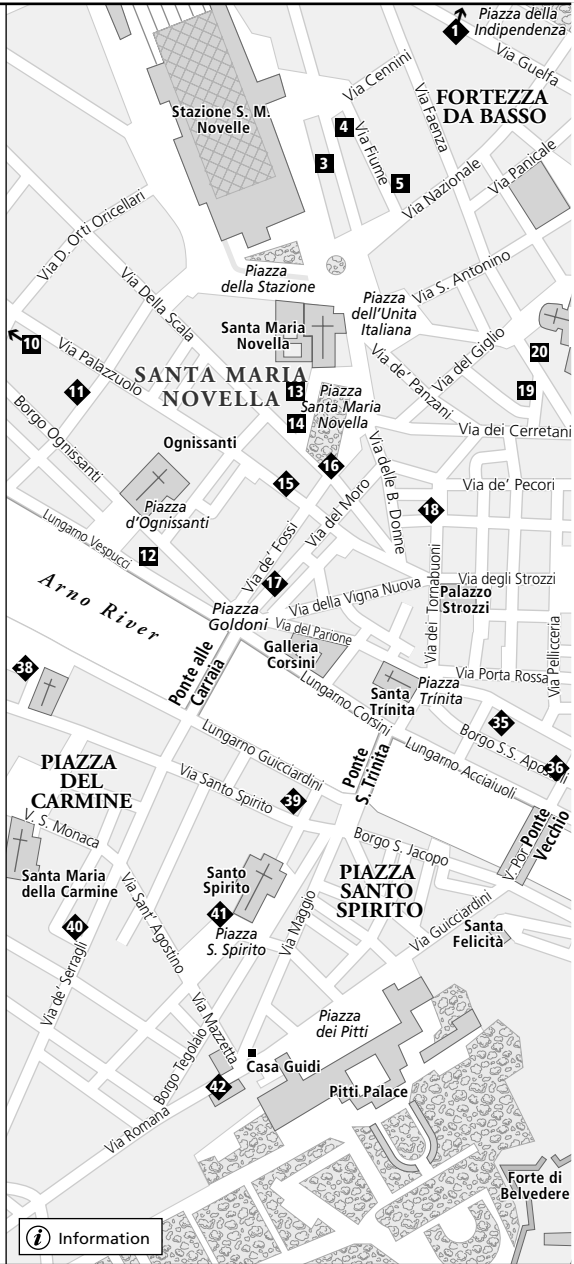 Piazza della
Indipendenza
1
Via Guelfa
Via Cennini
FORTEZZA
DA BASSO
Stazione S. M.
Novelle
4
Via Fiume
Via Faenza
3
5
Via Nazionale
Via Panicale
Via D. Orti Oricellari
Via Della Scala
Piazza
della Stazione
Via S. Antonino
Piazza
dell'Unita
Italiana
Santa Maria
Novella
10
Via Palazzuolo
Via del Giglio
20
Via de' Panzani
SANTA MARIA
NOVELLA
11
13
Piazza
Santa Maria
Novella
19
14
Via dei Cerretani
Borgo Ognissanti
Ognissanti
16
15
Via delle B. Donne
Via de' Pecori
18
Via del Moro
Piazza
d'Ognissanti
Lungarno Vespucci
12
Via de' Fossi
17
Via degli Strozzi
Palazzo
Strozzi
Via dei Tornabuoni
Via della Vigna Nuova
Arno River
Piazza
Goldoni
Via del Parione
Galleria
Corsini
Via Pellicceria
Via Porta Rossa
Piazza
Trínita
Santa
Trínita
38
Ponte alle
Carraia
Lungarno Corsini
35
Borgo S.S. Apostoli
36
Lungarno Guicciardini
Ponte
S. Trinita
Lungarno Acciaiuoli
PIAZZA
DEL
CARMINE
Via Santo Spirito
39
V. S. Monaca
Borgo S. Jacopo
V. Por
Ponte
Vecchio
Santa Maria
della Carmine
Santo
Spirito
PIAZZA
SANTO
SPIRITO
Via Sant' Agostino
41
Piazza
S. Spirito
Via Maggio
Via Guicciardini
Santa
Felicità
40
Via de' Serragli
Via Mazzetta
Piazza
dei Pitti
Borgo Tegolaio
Casa Guidi
42
Pitti Palace
Via Romana
Forte di
Belvedere
i Information